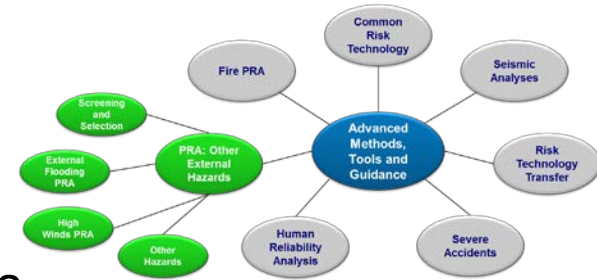 Common
Risk
Technology
Fire PRA
Seismic
Analyses
Screening
and
Selection
Advanced
Methods,
Tools and
Guidance
PRA: Other
External
Hazards
External
Flooding
PRA
Risk
Technology
Transfer
High
Winds PRA
Other
Hazards
Human
Reliability
Analysis
Severe
Accidents